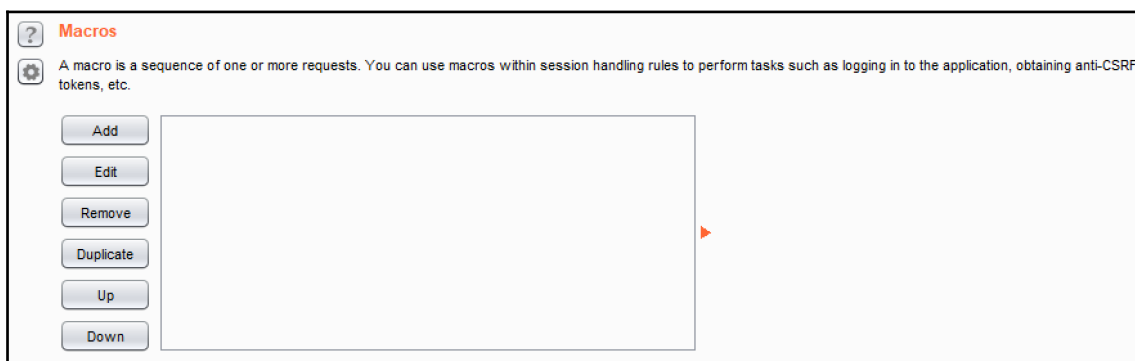 ?
Macros
A macro is a sequence of one or more requests. You can use macros within session handling rules to perform tasks such as logging in to the application, obtaining anti-CSRF
tokens, etc.
Add
Edit
Remove
Duplicate
Up
Down